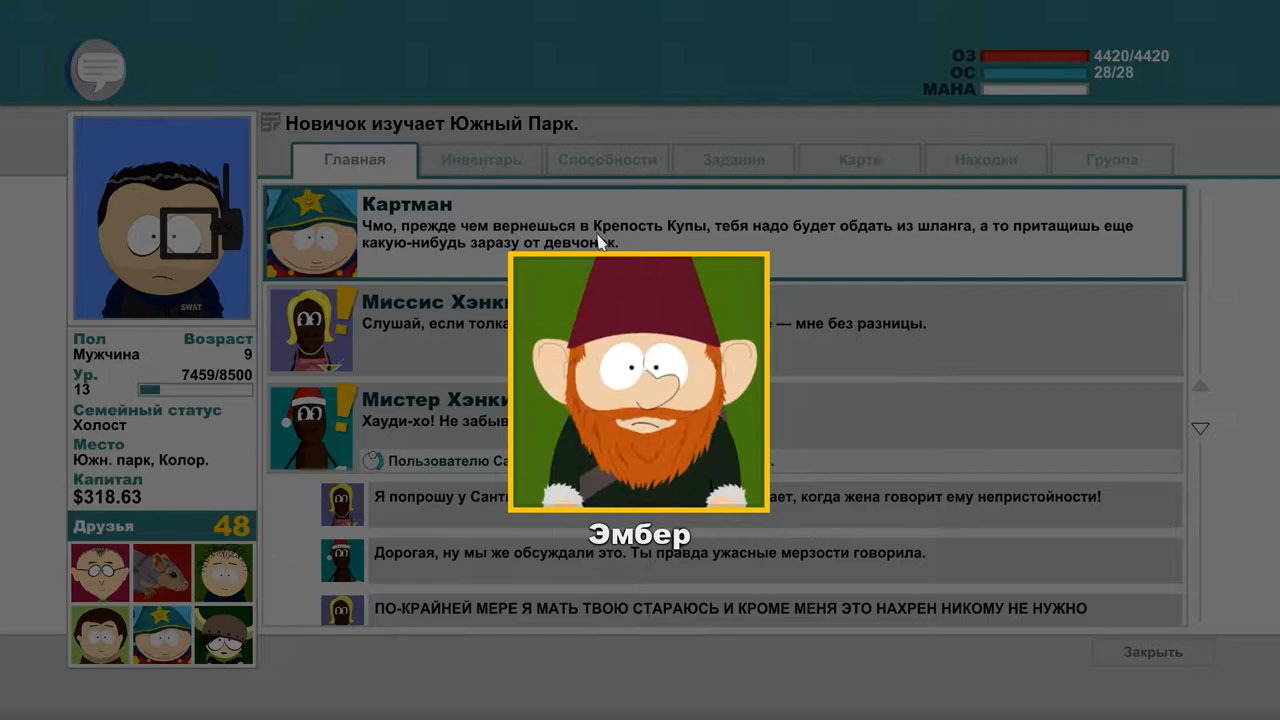 ОЗ 4420/4420
ОС 28/28
МАНА
Новичок изучает Южный Парк.
Главная Инвентарь Способности Задания Карта Находки Группа
Картман
Чмо, прежде чем вернешься в Крепость Купы, тебя надо будет обдать из шланга, а то притащишь еще
какую-нибудь заразу от девчонок.
SWAT
Миссис Хэнки
Слушай, если толка — мне без разницы.
Пол Возраст
Мужчина 9
Ур. 7459/8500
13
Семейный статус
Холост
Место
Южн. парк, Колор.
Капитал
$318.63
Друзья 48
Мистер Хэнки
Хауди-хо! Не забыв
Пользователю
Я попрошу у когда жена говорит ему непристойности!
Эмбер
Дорогая, ну мы же обсуждали это. Ты правда ужасные мерзости говорила.
ПО-КРАЙНЕЙ МЕРЕ Я МАТЬ ТВОЮ СТАРАЮСЬ И КРОМЕ МЕНЯ ЭТО НАХРЕН НИКОМУ НЕ НУЖНО
Закрыть